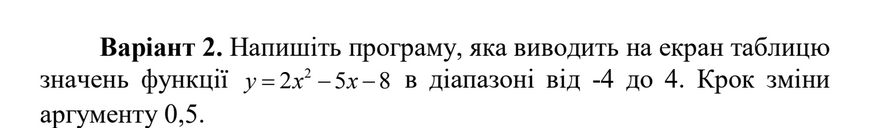 Варіант 2. Напишіть програму, яка виводить на екран таблицю
значень функції y = 2x² − 5x − 8 в діапазоні від -4 до 4. Крок зміни
аргументу 0,5.